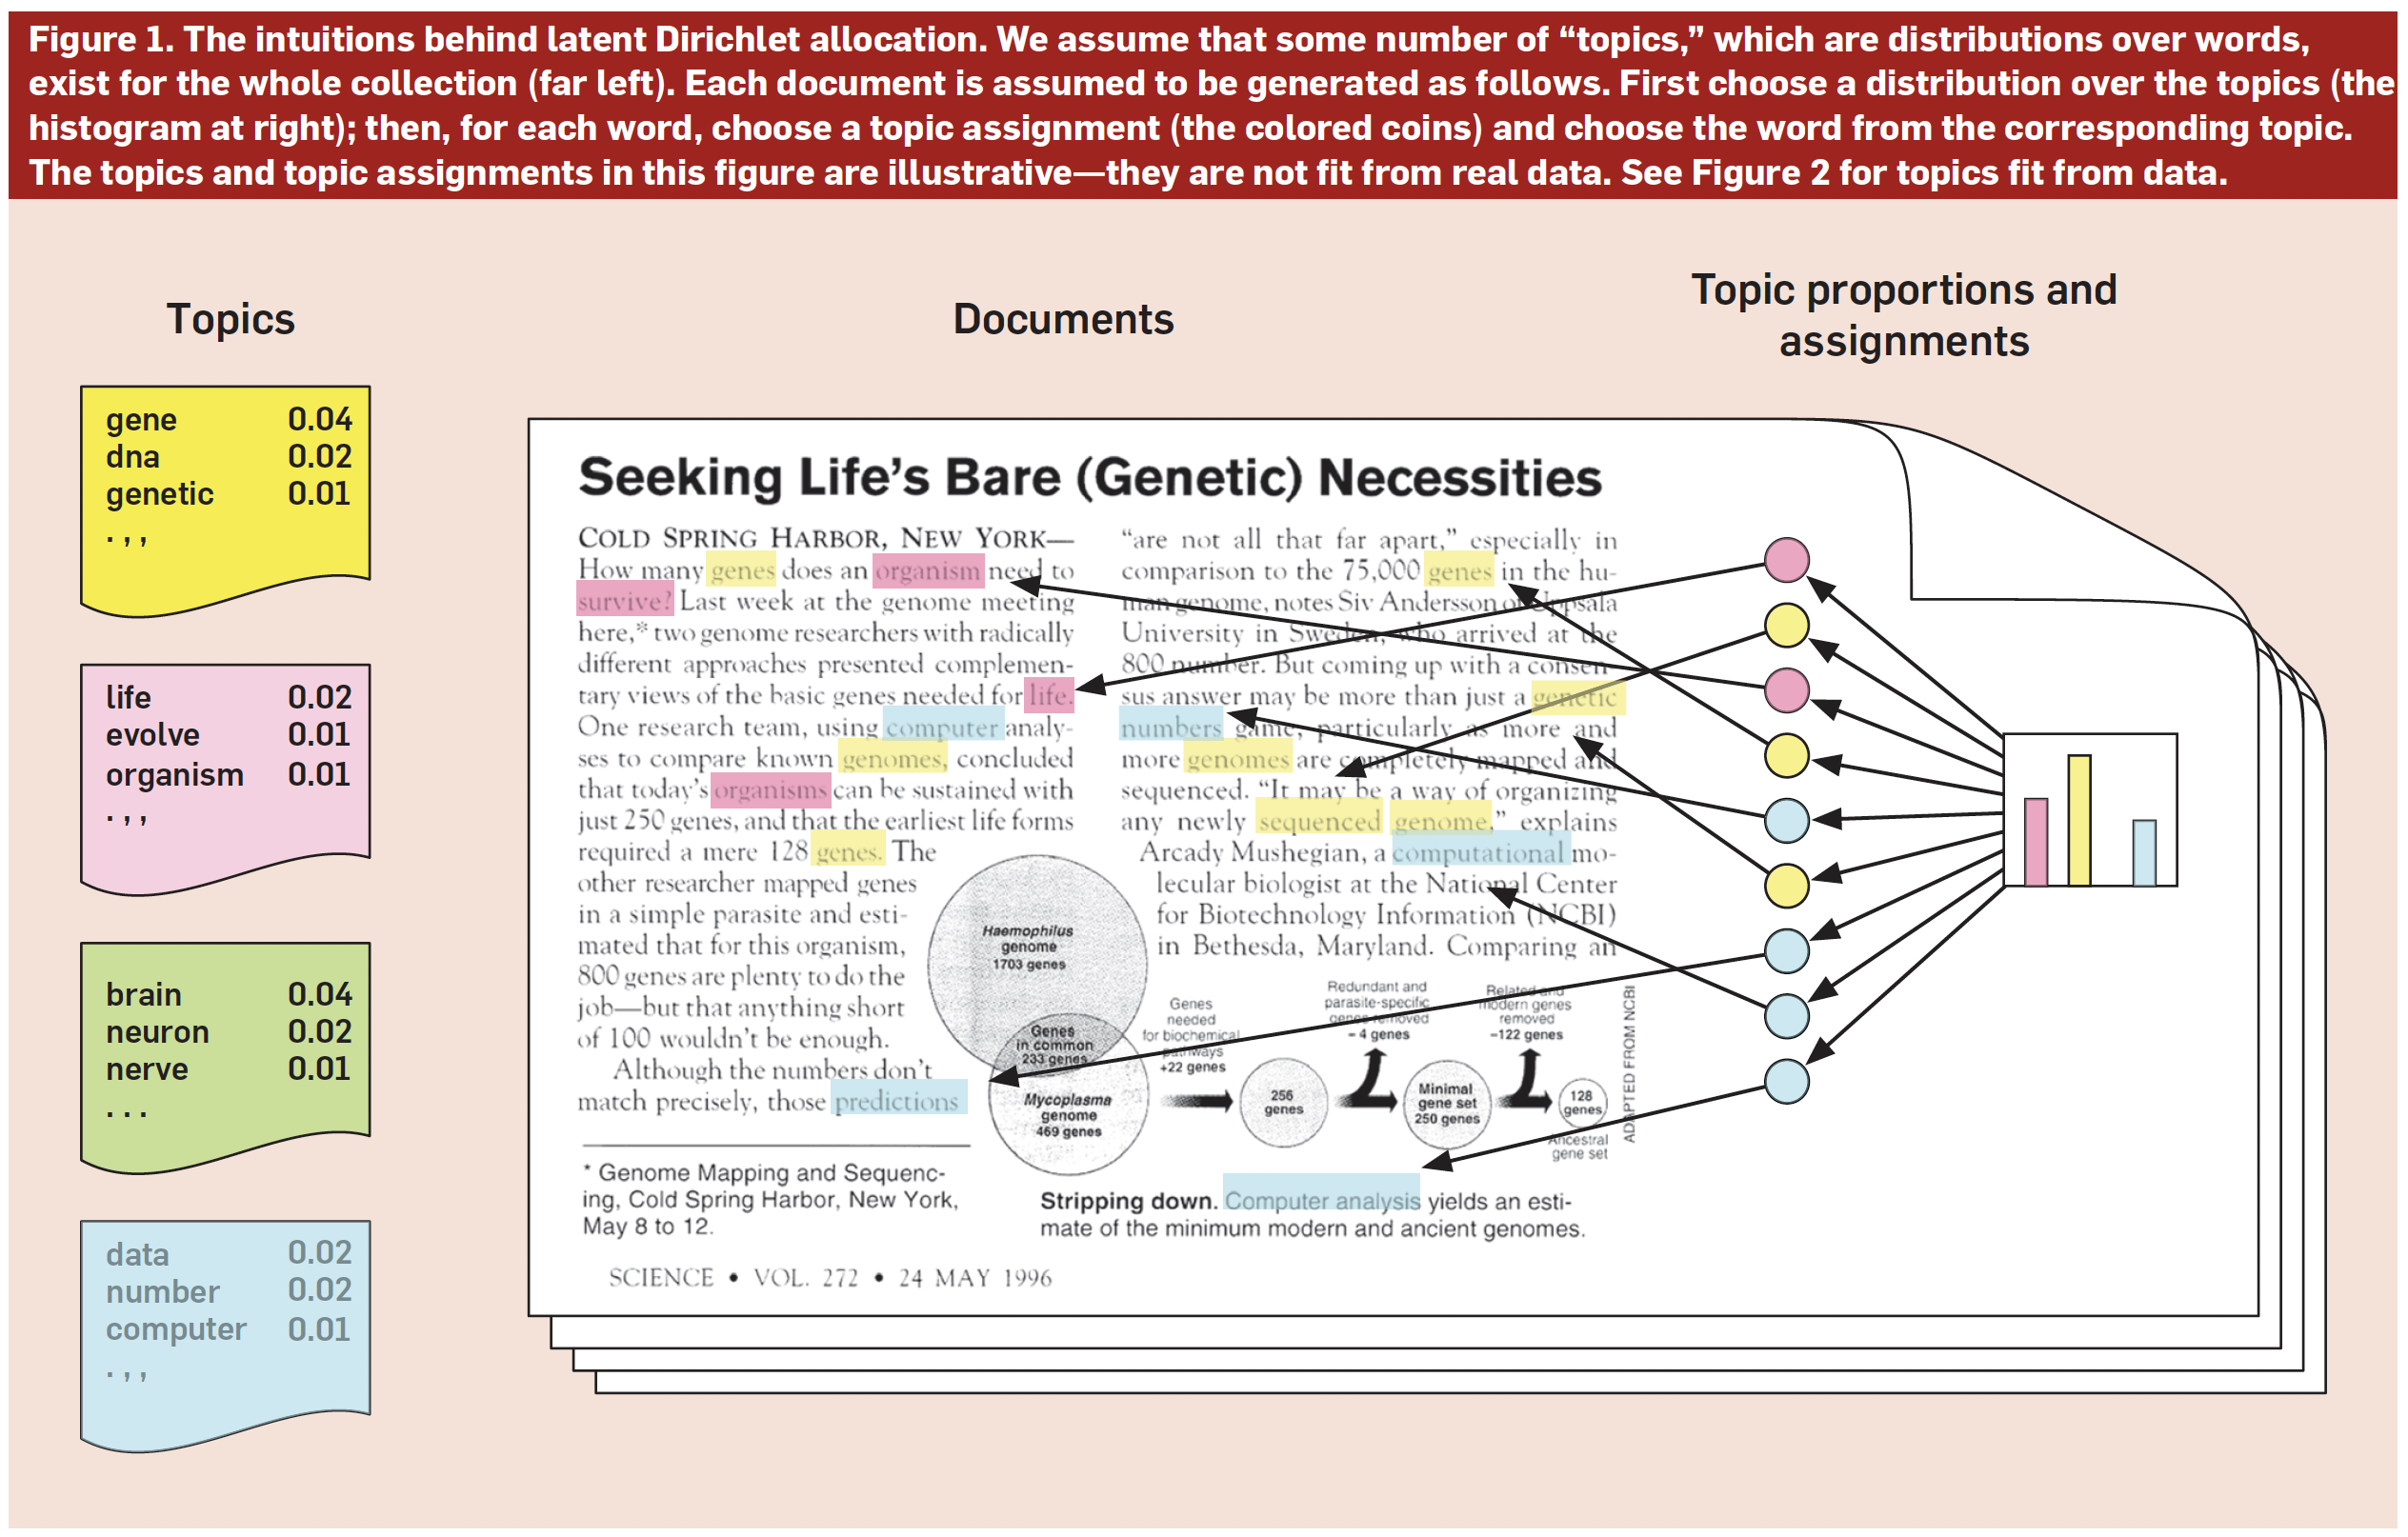 Figure 1. The intuitions behind latent Dirichlet allocation. We assume that some number of “topics,” which are distributions over words,
exist for the whole collection (far left). Each document is assumed to be generated as follows. First choose a distribution over the topics (the
histogram at right); then, for each word, choose a topic assignment (the colored coins) and choose the word from the corresponding topic.
The topics and topic assignments in this figure are illustrative—they are not fit from real data. See Figure 2 for topics fit from data.
Topics
gene 0.04
dna 0.02
genetic 0.01
. , ,
life 0.02
evolve 0.01
organism 0.01
. , ,
brain 0.04
neuron 0.02
nerve 0.01
. . .
data 0.02
number 0.02
computer 0.01
. , ,
Documents
Seeking Life’s Bare (Genetic) Necessities
COLD SPRING HARBOR, NEW YORK—
How many genes does an organism need to
survive? Last week at the genome meeting
here,* two genome researchers with radically
different approaches presented complemen-
tary views of the basic genes needed for life.
One research team, using computer analy-
ses to compare known genomes, concluded
that today’s organisms can be sustained with
just 250 genes, and that the earliest life forms
required a mere 128 genes. The
other researcher mapped genes
in a simple parasite and esti-
mated that for this organism,
800 genes are plenty to do the
job—but that anything short
of 100 wouldn’t be enough.
Although the numbers don’t
match precisely, those predictions
* Genome Mapping and Sequenc-
ing, Cold Spring Harbor, New York,
May 8 to 12.
“are not all that far apart,” especially in
comparison to the 75,000 genes in the hu-
man genome, notes Siv Andersson of Uppsala
University in Sweden, who arrived at the
800 number. But coming up with a consen-
sus answer may be more than just a genetic
numbers game, particularly as more and
more genomes are completely mapped and
sequenced. “It may be a way of organizing
any newly sequenced genome,” explains
Arcady Mushegian, a computational mo-
lecular biologist at the National Center
for Biotechnology Information (NCBI)
in Bethesda, Maryland. Comparing an
Haemophilus
genome
1703 genes
Genes
in common
233 genes
Mycoplasma
genome
469 genes
Genes
needed
for biochemical
pathways
+22 genes
256
genes
Redundant and
parasite-specific
genes removed
– 4 genes
Minimal
gene set
250 genes
Related and
modern genes
removed
–122 genes
128
genes
Ancestral
gene set
ADAPTED FROM NCBI
Stripping down. Computer analysis yields an esti-
mate of the minimum modern and ancient genomes.
SCIENCE • VOL. 272 • 24 MAY 1996
Topic proportions and
assignments